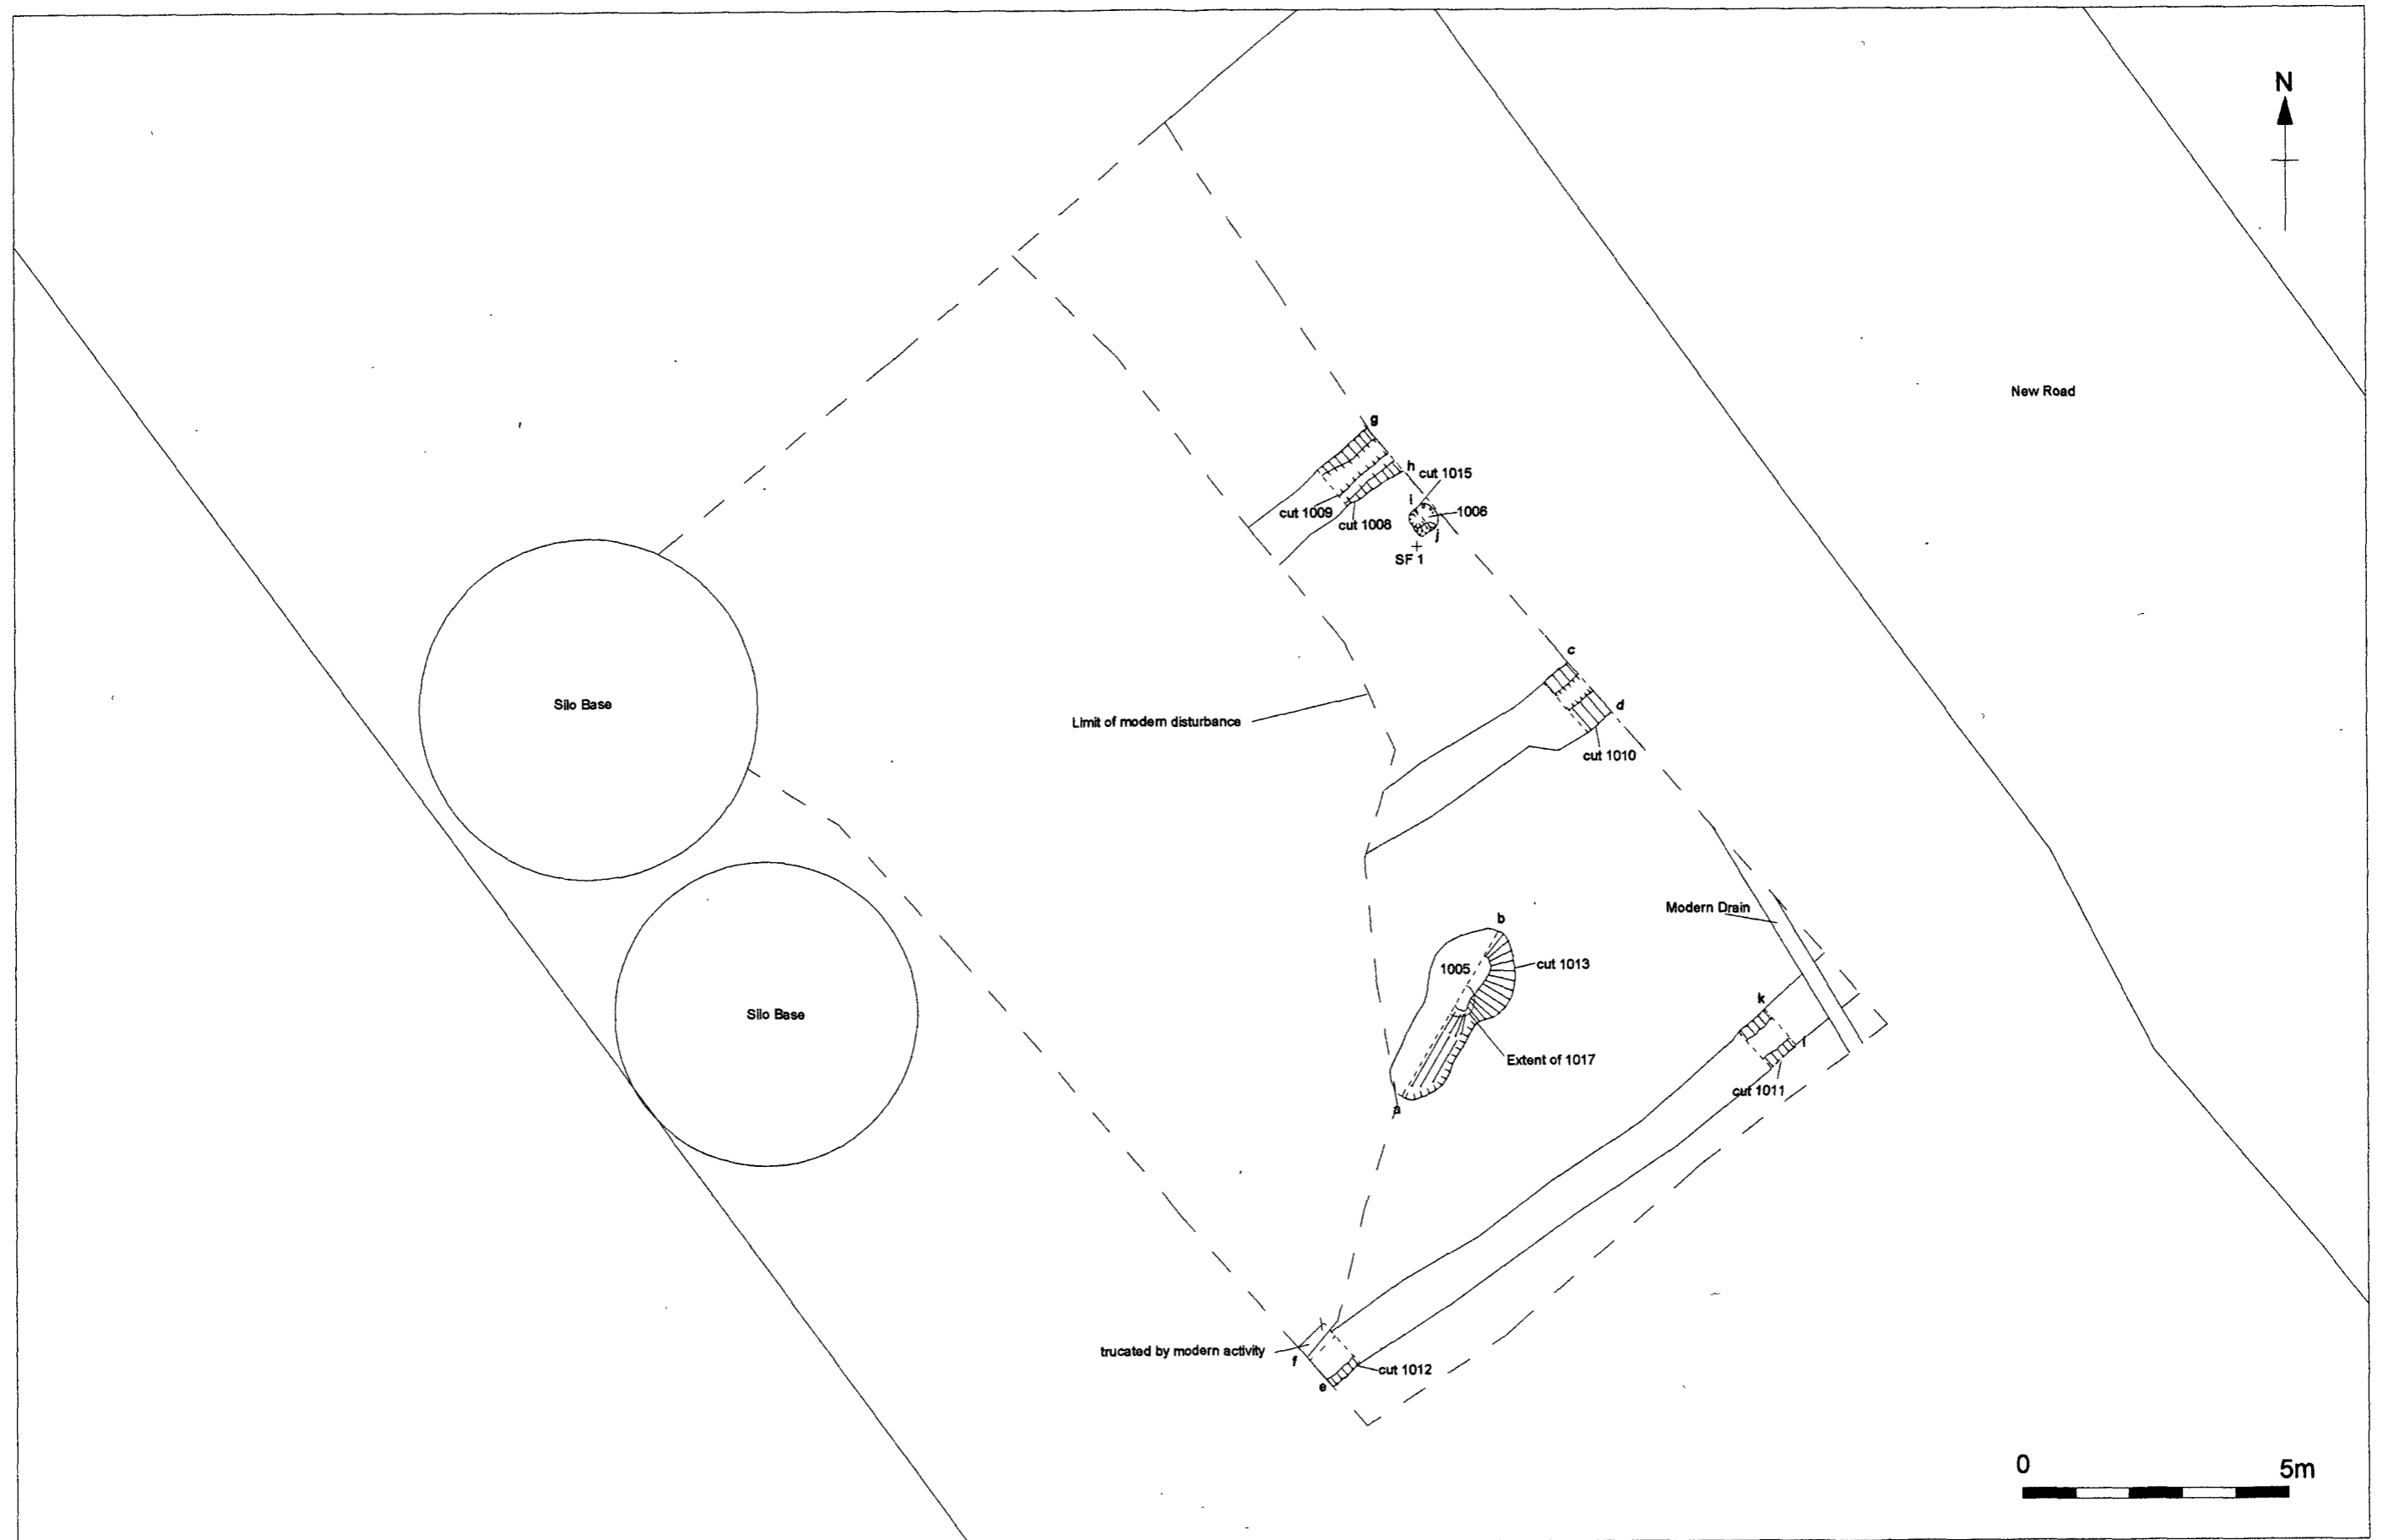 N
New Road
g
h
cut 1015
i
1006
cut 1009
cut 1008
j
SF 1
c
Silo Base
d
Limit of modern disturbance
cut 1010
Modern Drain
b
1005
cut 1013
k
Silo Base
l
Extent of 1017
cut 1011
a
trucated by modern activity
f
cut 1012
e
0
5m